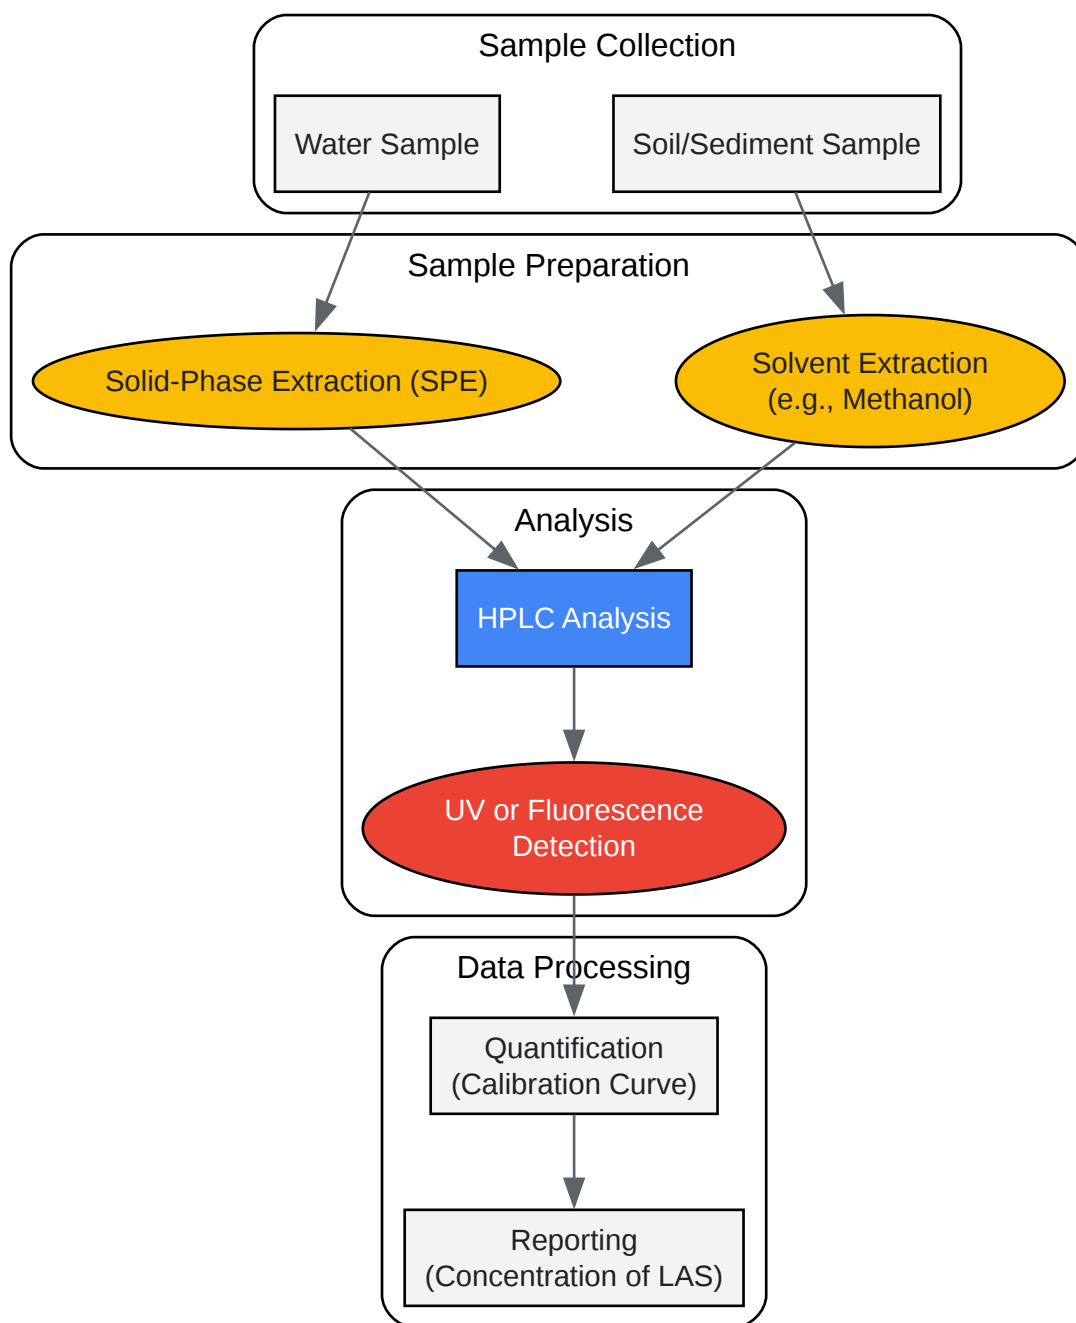 Sample Collection
Water Sample
Soil/Sediment Sample
Sample Preparation
Solid-Phase Extraction (SPE)
Solvent Extraction
(e.g., Methanol)
Analysis
HPLC Analysis
UV or Fluorescence
Detection
Data Processing
Quantification
(Calibration Curve)
Reporting
(Concentration of LAS)